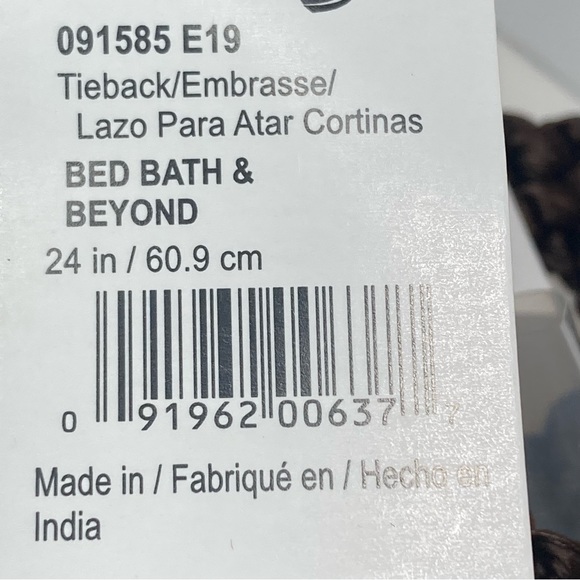 091585 E19
Tieback/Embrasse/
Lazo Para Atar Cortinas
BED BATH &
BEYOND
24 in / 60.9 cm
0 91962 00637 7
Made in / Fabriqué en / Hecho en
India